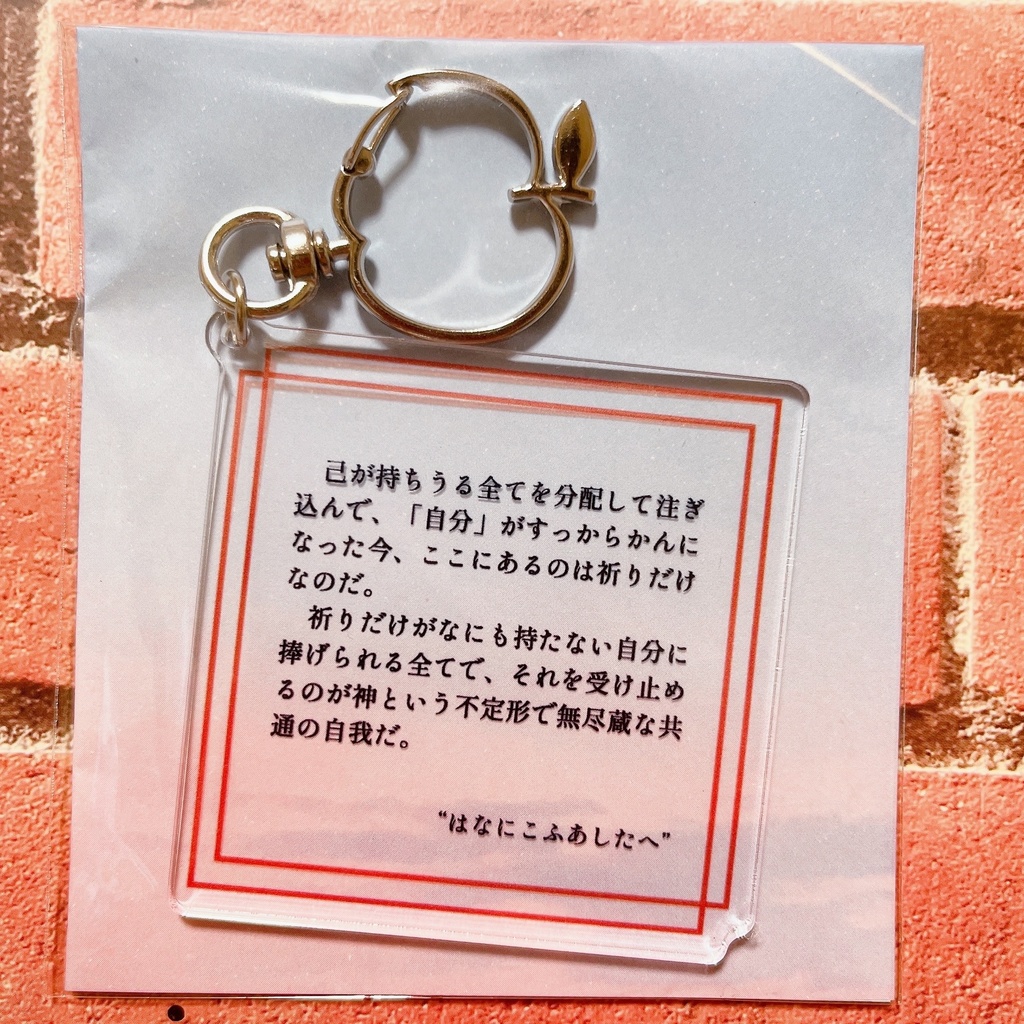 己が持ちうる全てを分配して注ぎ
込んで、「自分」がすっからかんに
なった今、ここにあるのは祈りだけ
なのだ。
祈りだけがなにも持たない自分に
捧げられる全てで、それを受け止め
るのが神という不定形で無尽蔵な共
通の自我だ。
“はなにこふあしたへ”